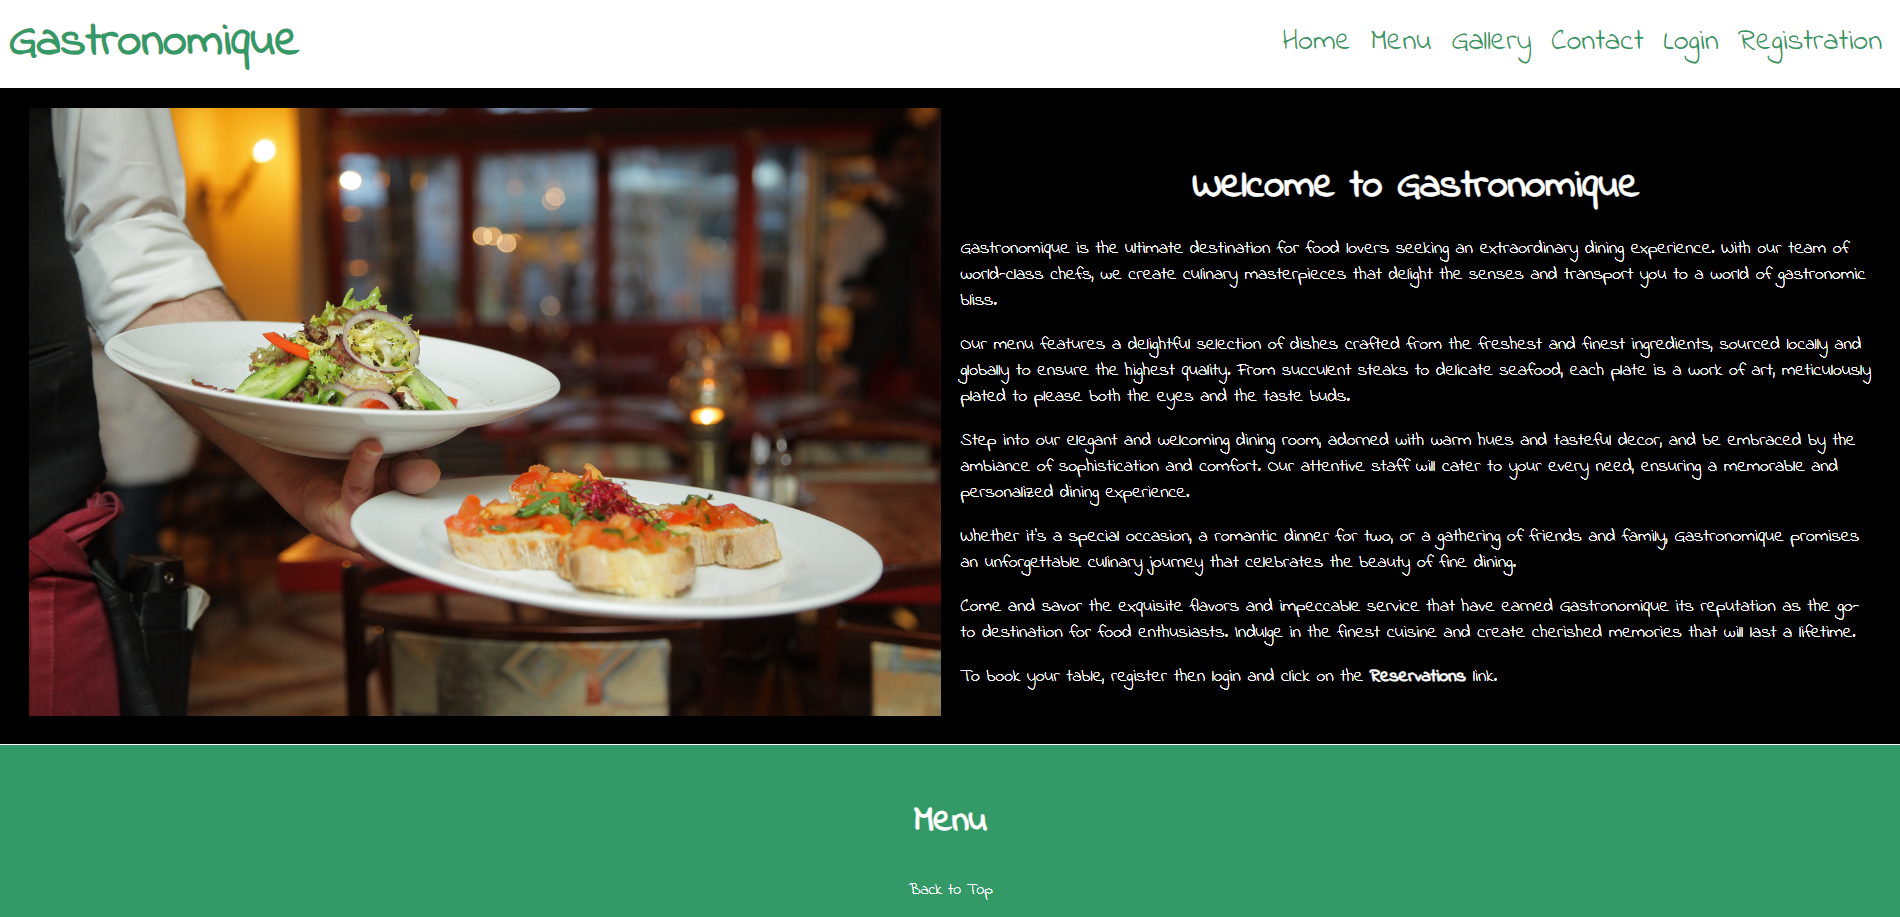 Gastronomique
Home Menu Gallery Contact Login Registration
Welcome to Gastronomique
Gastronomique is the ultimate destination for food lovers seeking an extraordinary dining experience. With our team of
world-class chefs, we create culinary masterpieces that delight the senses and transport you to a world of gastronomic
bliss.
Our menu features a delightful selection of dishes crafted from the freshest and finest ingredients, sourced locally and
globally to ensure the highest quality. From succulent steaks to delicate seafood, each plate is a work of art, meticulously
plated to please both the eyes and the taste buds.
Step into our elegant and welcoming dining room, adorned with warm hues and tasteful decor, and be embraced by the
ambiance of sophistication and comfort. Our attentive staff will cater to your every need, ensuring a memorable and
personalized dining experience.
Whether it's a special occasion, a romantic dinner for two, or a gathering of friends and family, Gastronomique promises
an unforgettable culinary journey that celebrates the beauty of fine dining.
Come and savor the exquisite flavors and impeccable service that have earned Gastronomique its reputation as the go-
to destination for food enthusiasts. Indulge in the finest cuisine and create cherished memories that will last a lifetime.
To book your table, register then login and click on the Reservations link.
Menu
Back to Top